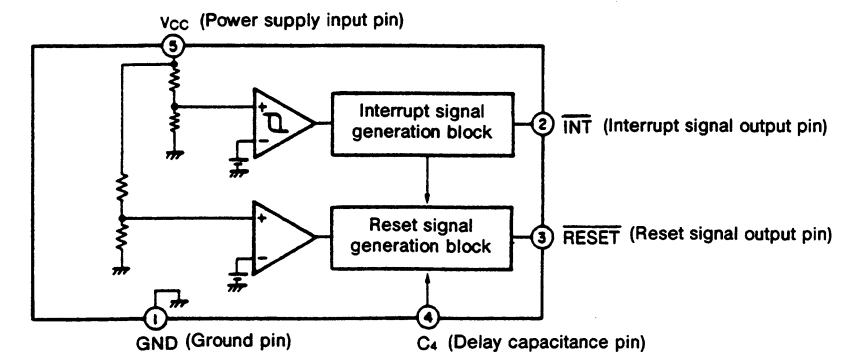 VCC (Power supply input pin)
5
+
−
Interrupt signal
generation block
2
INT (Interrupt signal output pin)
+
−
Reset signal
generation block
3
RESET (Reset signal output pin)
1
GND (Ground pin)
4
C4 (Delay capacitance pin)